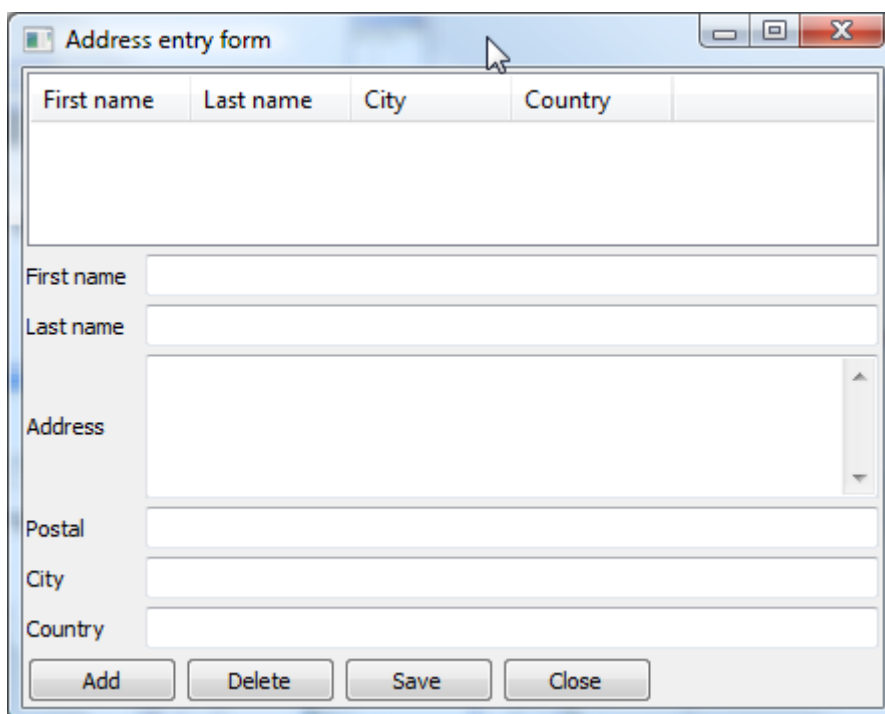 Address entry form
First name Last name City Country
First name
Last name
Address
Postal
City
Country
Add Delete Save Close